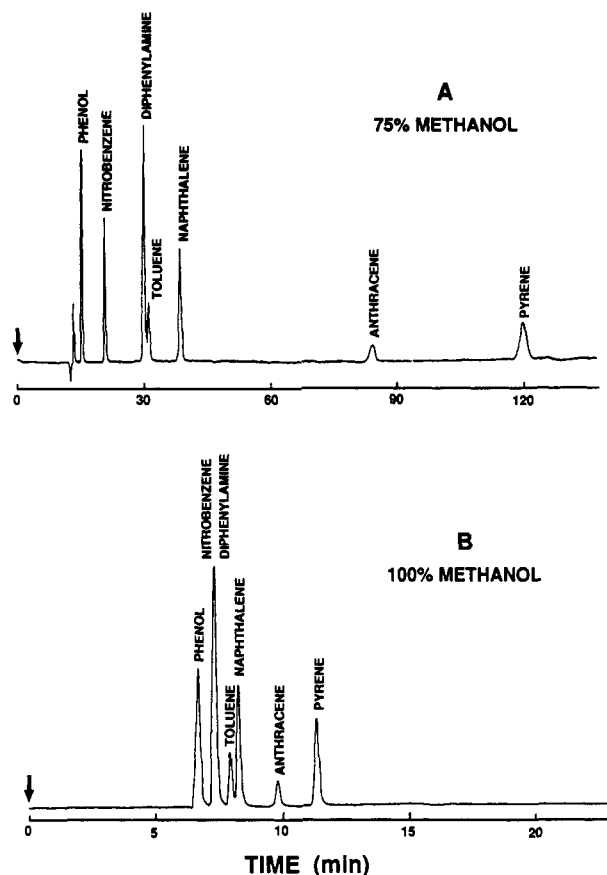 A
75% METHANOL
PHENOL
NITROBENZENE
DIPHENYLAMINE
TOLUENE
NAPHTHALENE
ANTHRACENE
PYRENE
0 30 60 90 120
B
100% METHANOL
PHENOL
NITROBENZENE
DIPHENYLAMINE
TOLUENE
NAPHTHALENE
ANTHRACENE
PYRENE
0 5 10 15 20
TIME (min)